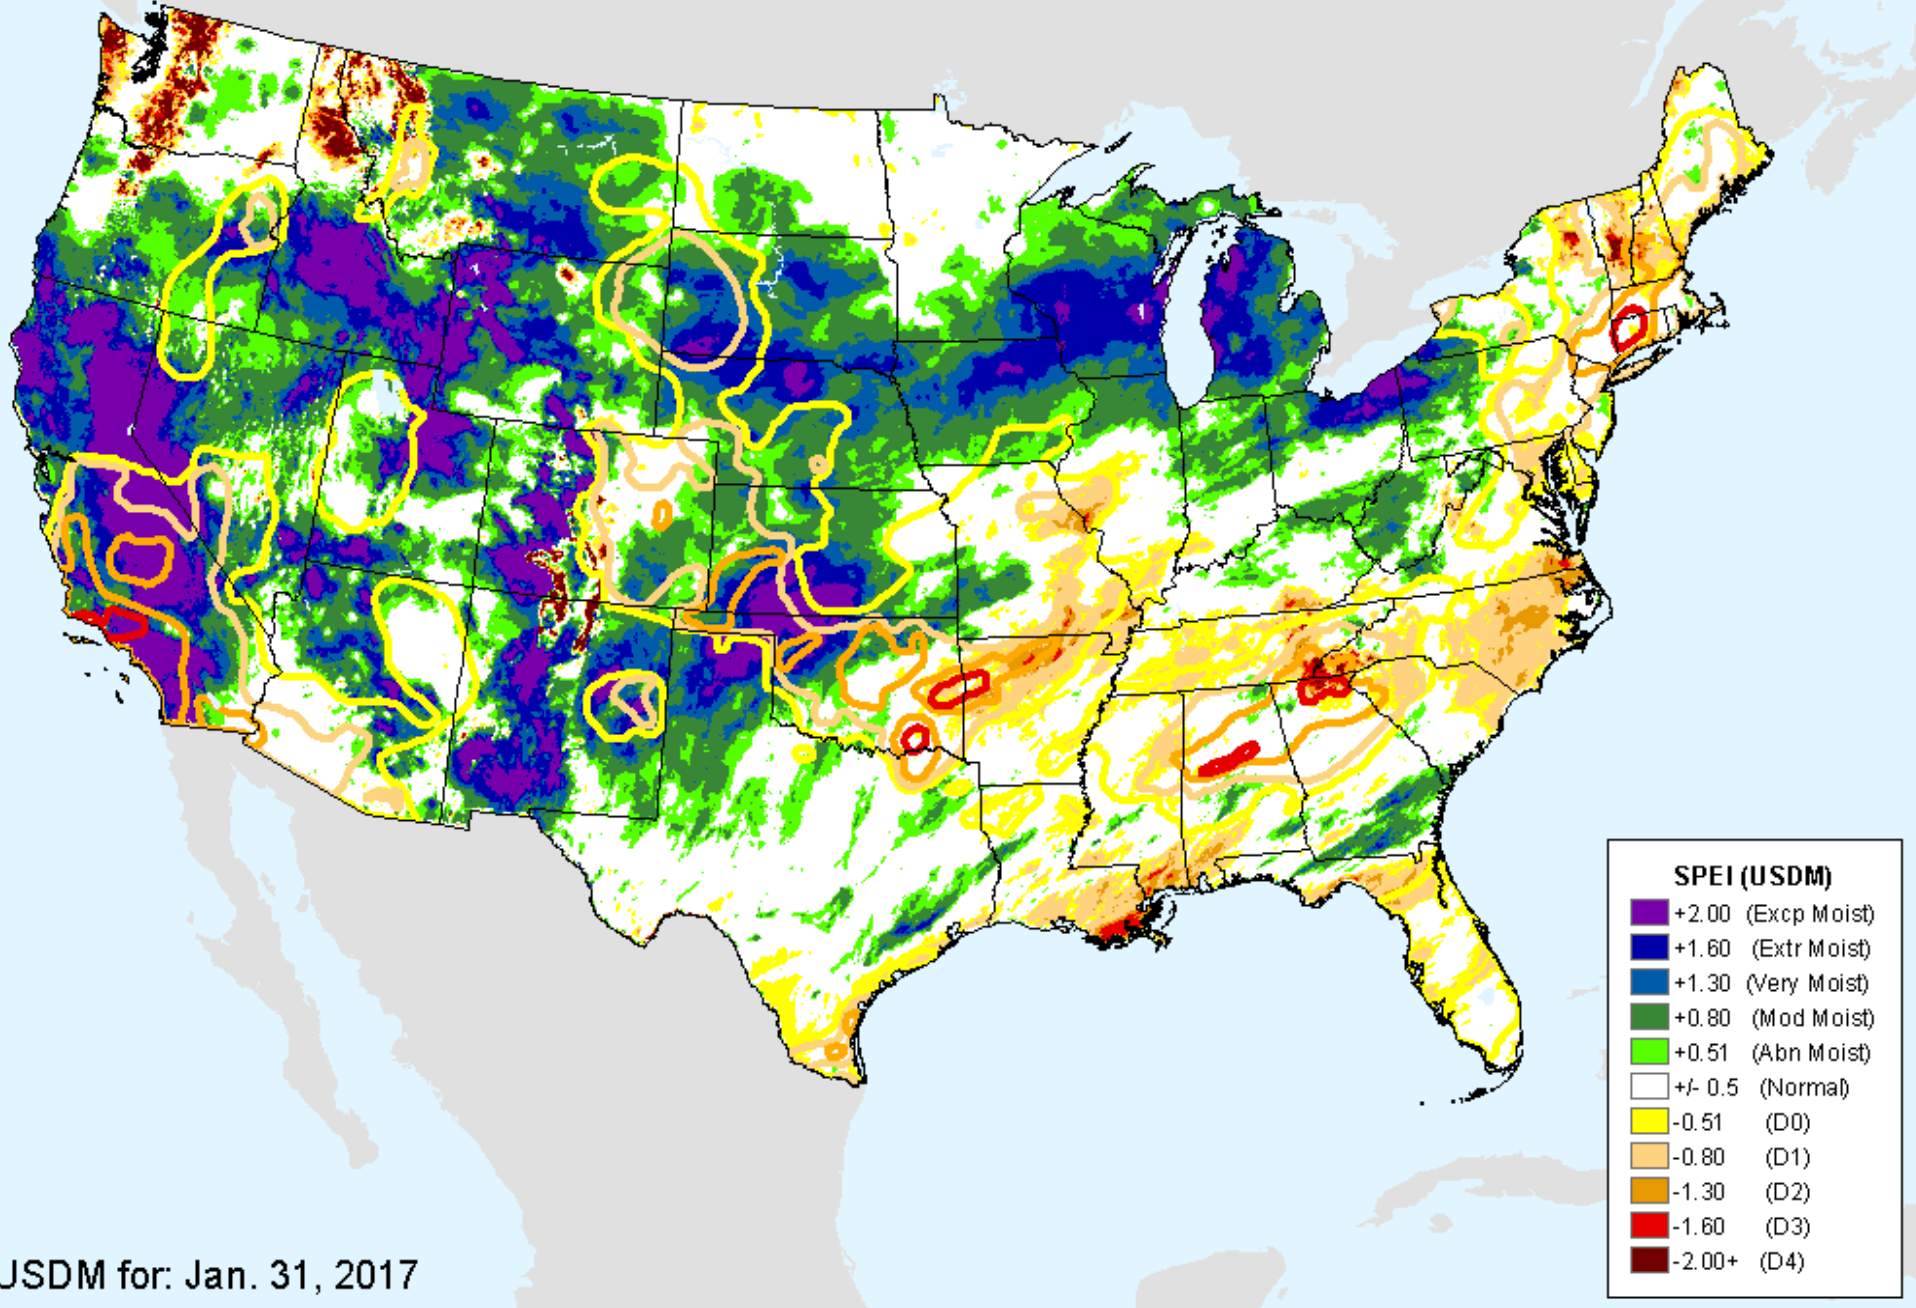 SPEI (USDM)
+2.00 (Excp Moist)
+1.60 (Extr Moist)
+1.30 (Very Moist)
+0.80 (Mod Moist)
+0.51 (Abn Moist)
+/- 0.5 (Normal)
-0.51 (D0)
-0.80 (D1)
-1.30 (D2)
-1.60 (D3)
-2.00+ (D4)
USDM for: Jan. 31, 2017